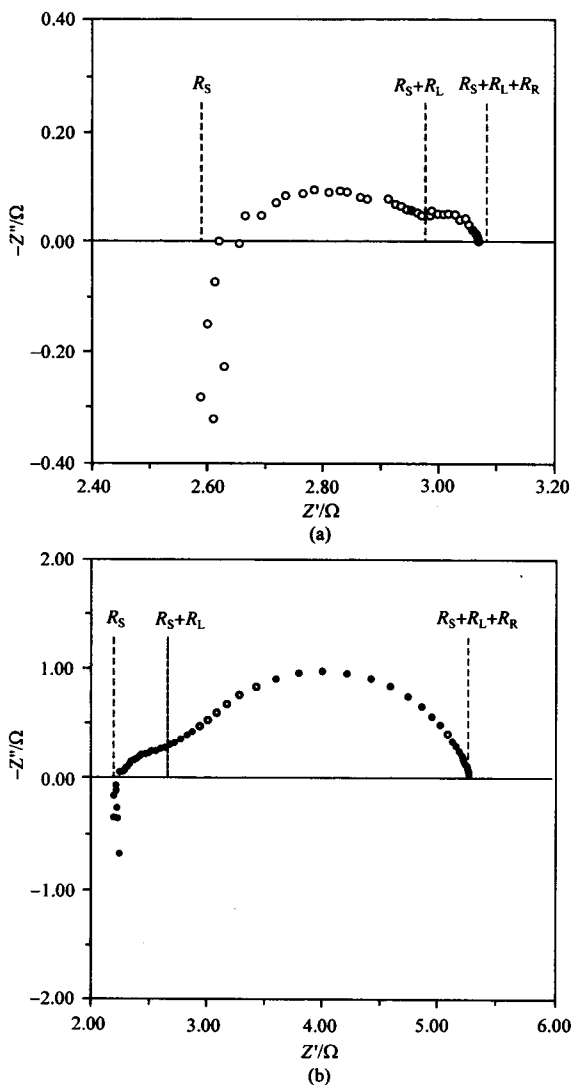 0.40
R_S
R_S+R_L
R_S+R_L+R_R
0.20
-Z''/Ω
0.00
−0.20
−0.40
2.40
2.60
2.80
3.00
3.20
Z'/Ω
(a)
2.00
R_S
R_S+R_L
R_S+R_L+R_R
1.00
-Z''/Ω
0.00
−1.00
−2.00
2.00
3.00
4.00
5.00
6.00
Z'/Ω
(b)